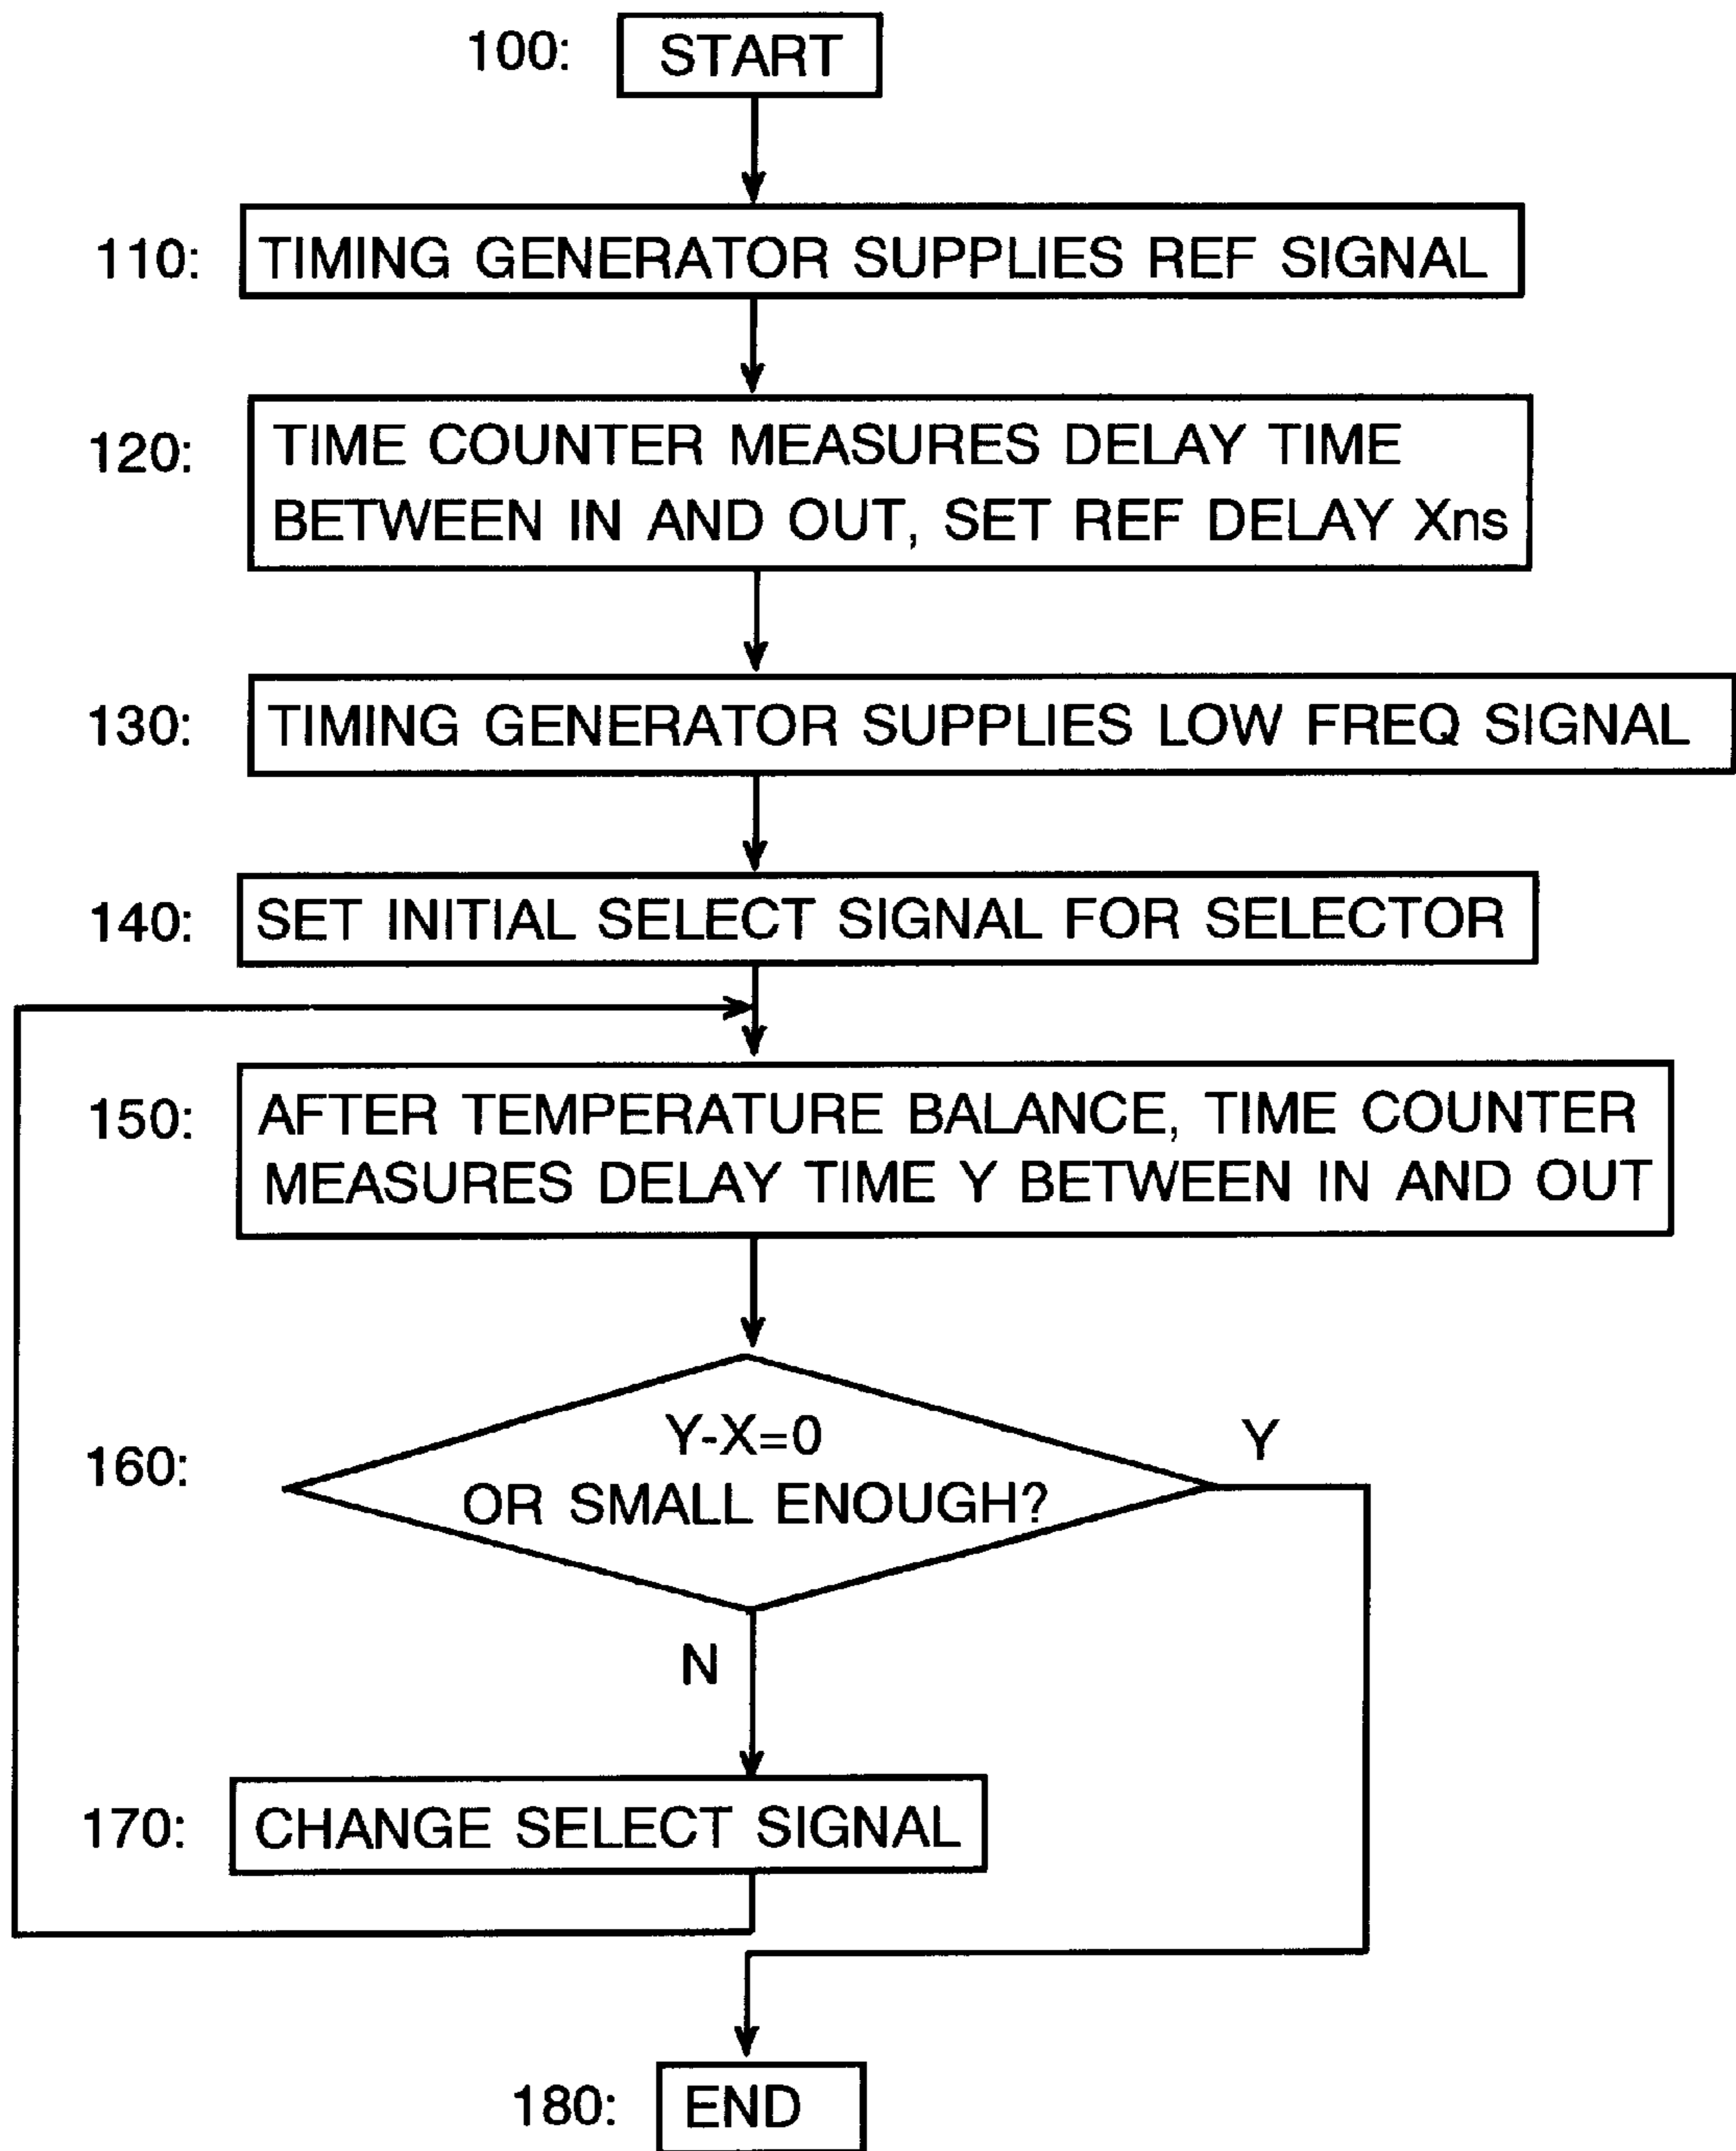 100: START
110: TIMING GENERATOR SUPPLIES REF SIGNAL
120: TIME COUNTER MEASURES DELAY TIME
BETWEEN IN AND OUT, SET REF DELAY Xns
130: TIMING GENERATOR SUPPLIES LOW FREQ SIGNAL
140: SET INITIAL SELECT SIGNAL FOR SELECTOR
150: AFTER TEMPERATURE BALANCE, TIME COUNTER
MEASURES DELAY TIME Y BETWEEN IN AND OUT
160: Y-X=0 Y
OR SMALL ENOUGH?
N
170: CHANGE SELECT SIGNAL
180: END